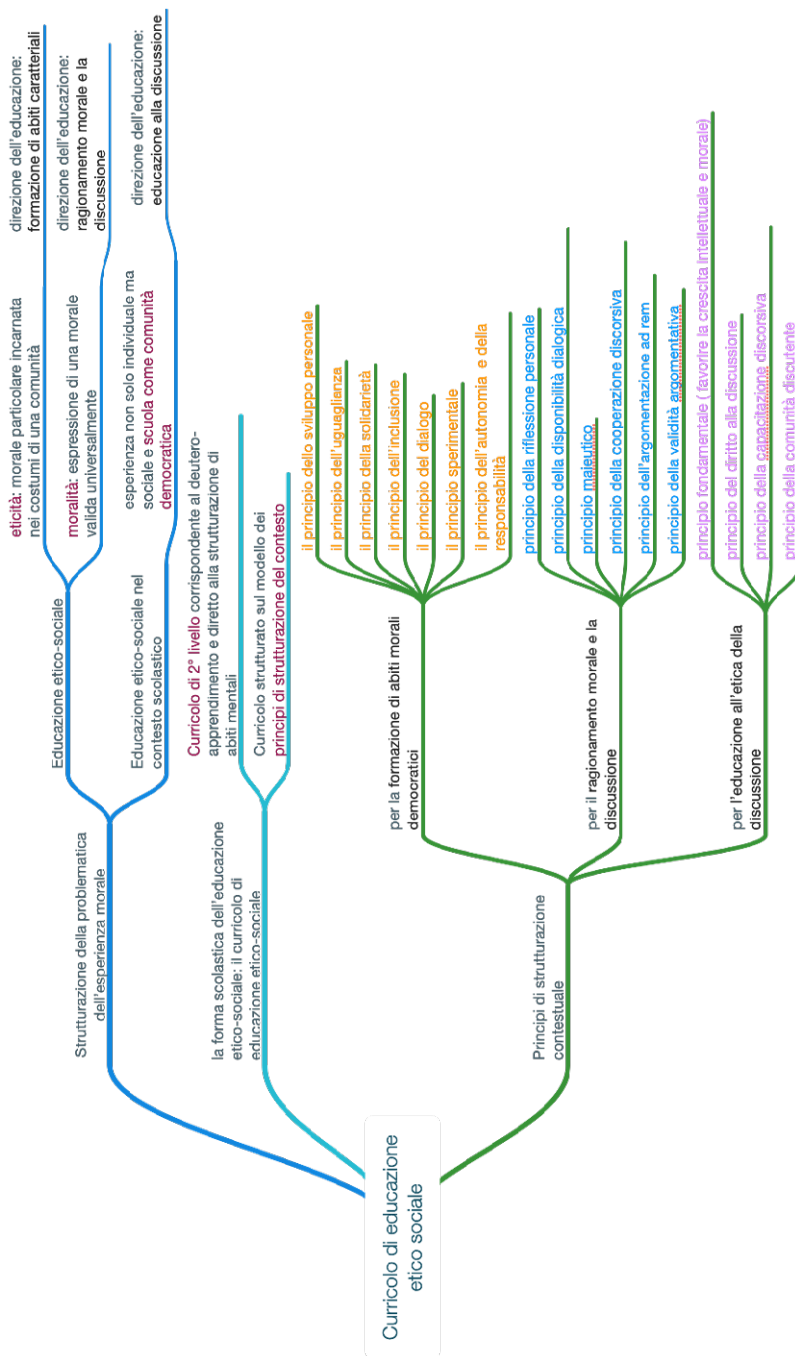 Curricolo di educazione
etico sociale
Strutturazione della problematica
dell'esperienza morale
Educazione etico-sociale
eticità: morale particolare incarnata
nei costumi di una comunità
direzione dell'educazione:
formazione di abiti caratteriali
moralità: espressione di una morale
valida universalmente
direzione dell'educazione:
ragionamento morale e la
discussione
Educazione etico-sociale nel
contesto scolastico
esperienza non solo individuale ma
sociale e scuola come comunità
democratica
direzione dell'educazione:
educazione alla discussione
la forma scolastica dell'educazione
etico-sociale: il curricolo di
educazione etico-sociale
Curricolo di 2° livello corrispondente al deutero-
apprendimento e diretto alla strutturazione di
abiti mentali
Curricolo strutturato sul modello dei
principi di strutturazione del contesto
Principi di strutturazione
contestuale
per la formazione di abiti morali
democratici
il principio dello sviluppo personale
il principio dell'uguaglianza
il principio della solidarietà
il principio dell'inclusione
il principio del dialogo
il principio sperimentale
il principio dell'autonomia e della
responsabilità
per il ragionamento morale e la
discussione
principio della riflessione personale
principio della disponibilità dialogica
principio maieutico
principio della cooperazione discorsiva
principio dell'argomentazione ad rem
principio della validità argomentativa
per l'educazione all'etica della
discussione
principio fondamentale ( favorire la crescita intellettuale e morale)
principio del diritto alla discussione
principio della capacitazione discorsiva
principio della comunità discutente